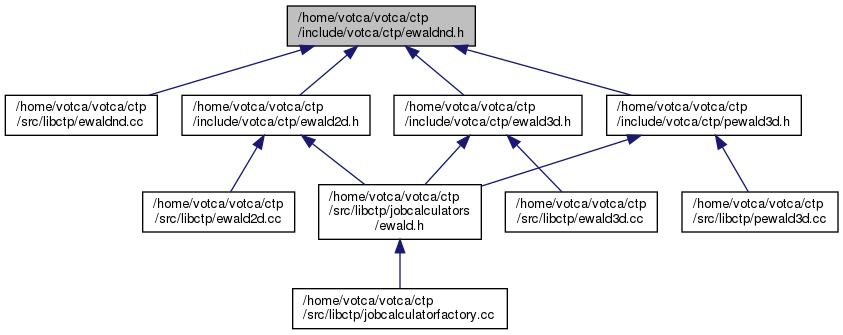 /home/votca/votca/ctp
/include/votca/ctp/ewaldnd.h
/home/votca/votca/ctp
/src/libctp/ewaldnd.cc
/home/votca/votca/ctp
/include/votca/ctp/ewald2d.h
/home/votca/votca/ctp
/include/votca/ctp/ewald3d.h
/home/votca/votca/ctp
/include/votca/ctp/pewald3d.h
/home/votca/votca/ctp
/src/libctp/ewald2d.cc
/home/votca/votca/ctp
/src/libctp/jobcalculators
/ewald.h
/home/votca/votca/ctp
/src/libctp/ewald3d.cc
/home/votca/votca/ctp
/src/libctp/pewald3d.cc
/home/votca/votca/ctp
/src/libctp/jobcalculatorfactory.cc